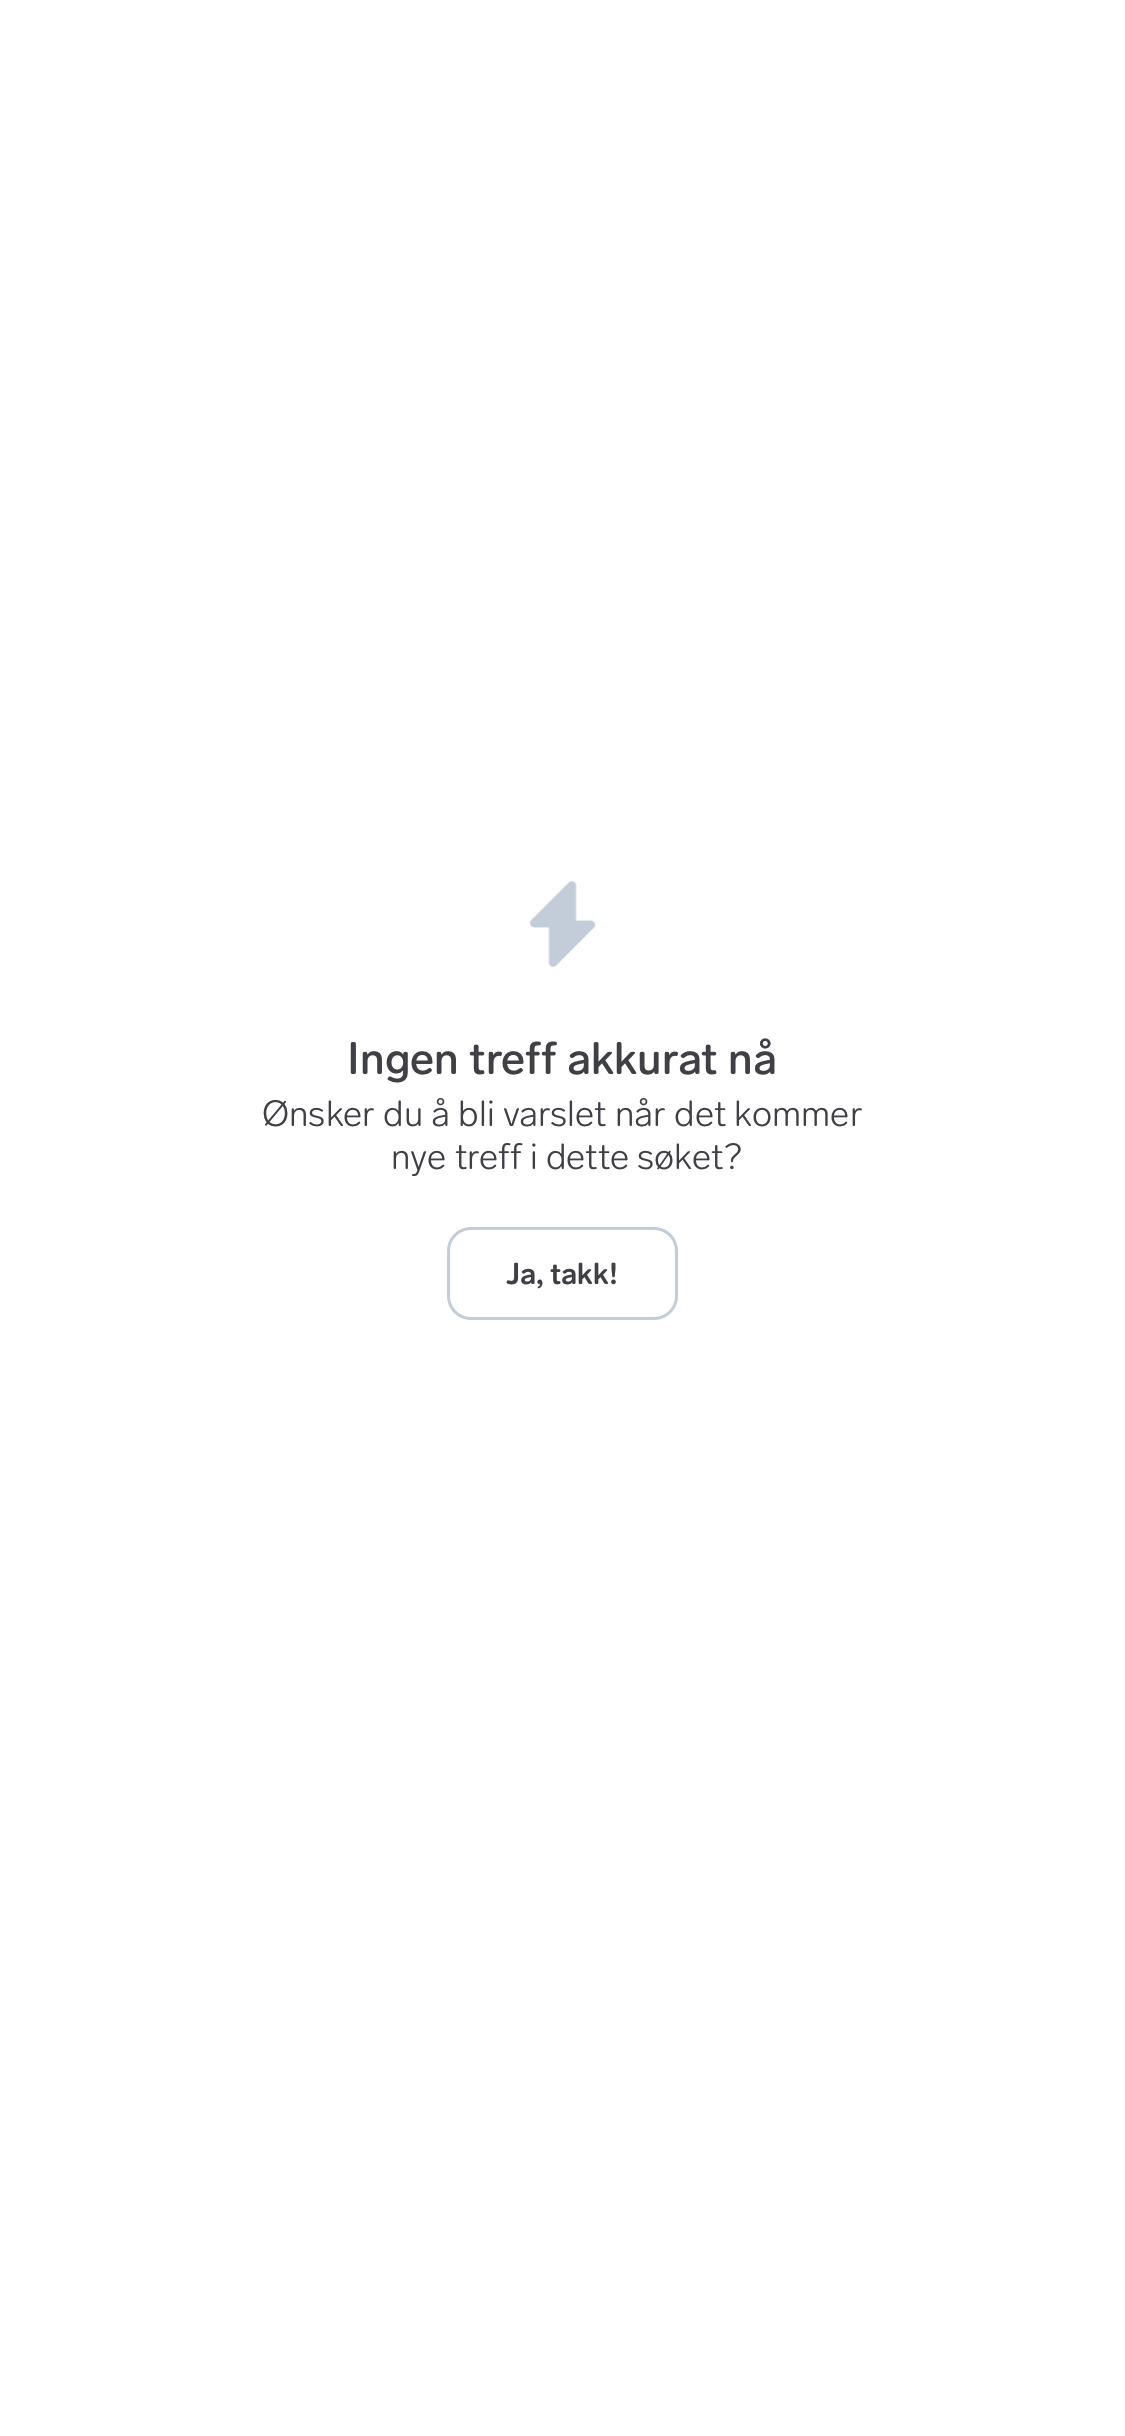 Ingen treff akkurat nå
Ønsker du å bli varslet når det kommer
nye treff i dette søket?
Ja, takk!